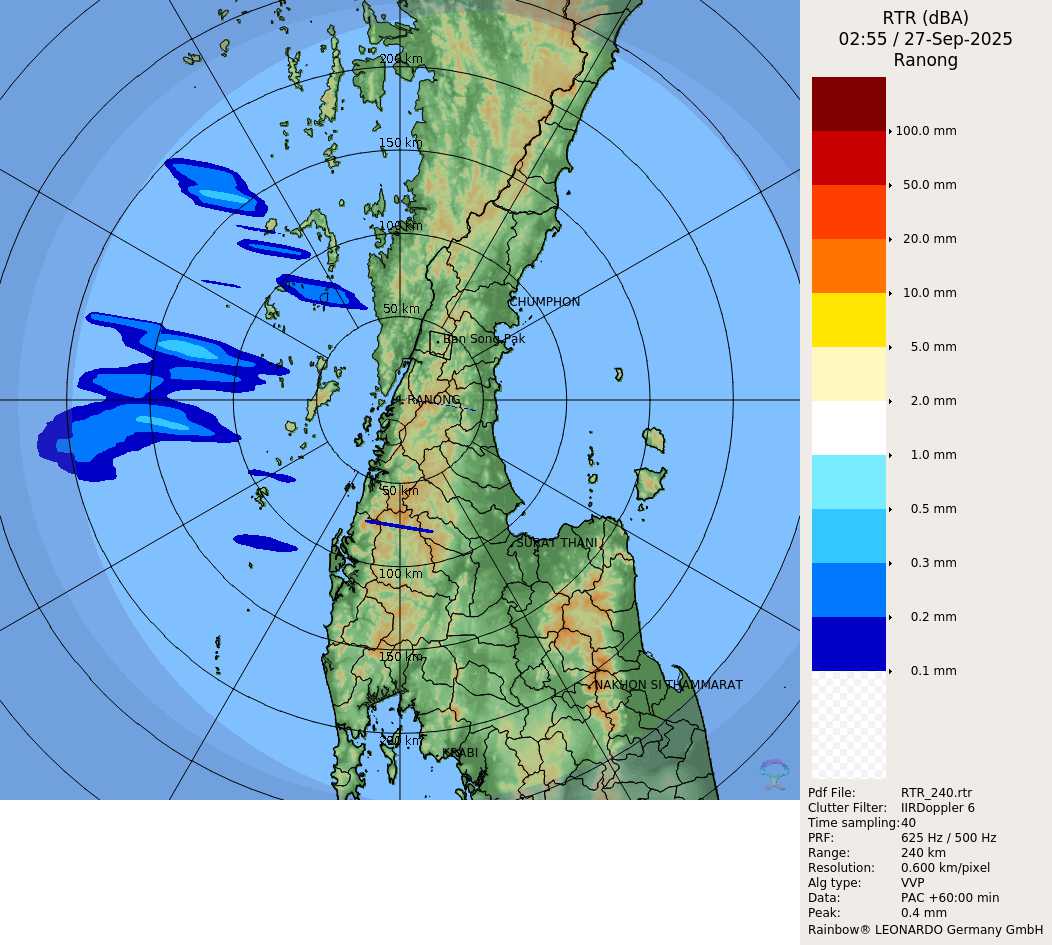 RTR (dBA)
02:55 / 27-Sep-2025
Ranong
100.0 mm
50.0 mm
20.0 mm
10.0 mm
5.0 mm
2.0 mm
1.0 mm
0.5 mm
0.3 mm
0.2 mm
0.1 mm
Pdf File: RTR_240.rtr
Clutter Filter: IIRDoppler 6
Time sampling: 40
PRF: 625 Hz / 500 Hz
Range: 240 km
Resolution: 0.600 km/pixel
Alg type: VVP
Data: PAC +60:00 min
Peak: 0.4 mm
Rainbow® LEONARDO Germany GmbH
200 km
150 km
100 km
50 km
CHUMPHON
Ban Song Pak
RANONG
50 km
SURAT THANI
100 km
150 km
NAKHON SI THAMMARAT
200 km
KRABI